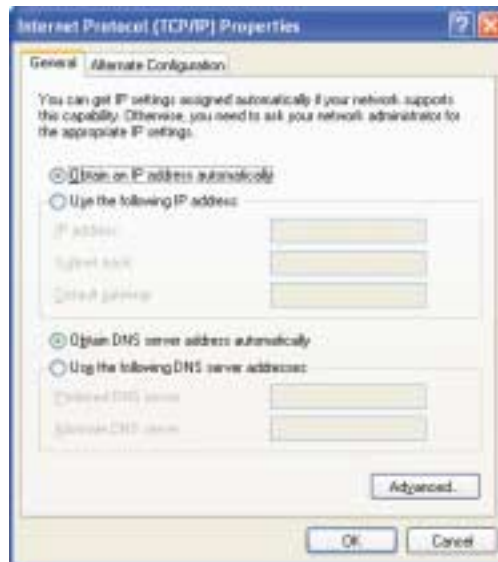 Internet Protocol (TCP/IP) Properties
General
Alternate Configuration
You can get IP settings assigned automatically if your network supports
this capability. Otherwise, you need to ask your network administrator for
the appropriate IP settings.
Obtain an IP address automatically
Use the following IP address:
IP address:
Subnet mask:
Default gateway:
Obtain DNS server address automatically
Use the following DNS server addresses:
Preferred DNS server:
Alternate DNS server:
Advanced...
OK
Cancel